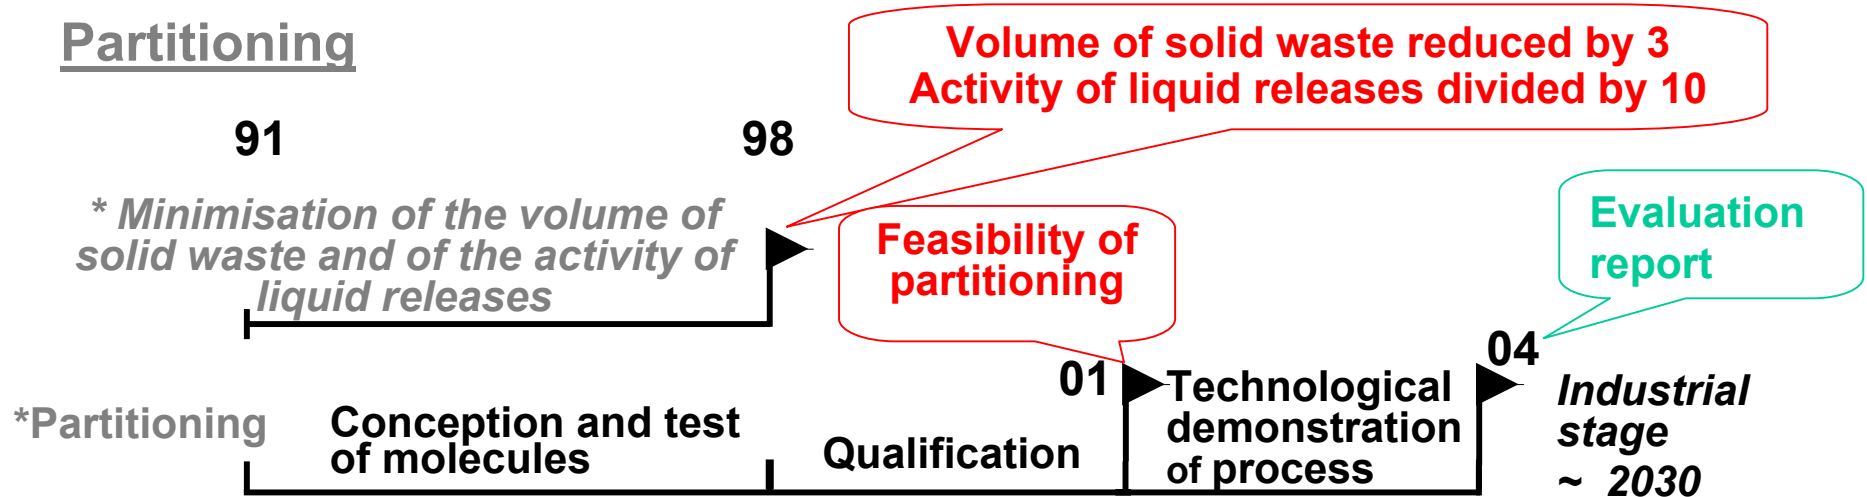 Partitioning
Volume of solid waste reduced by 3
Activity of liquid releases divided by 10
91
98
* Minimisation of the volume of
solid waste and of the activity of
liquid releases
Feasibility of
partitioning
Evaluation
report
01
04
*Partitioning
Conception and test
of molecules
Qualification
Technological
demonstration
of process
Industrial
stage
~ 2030